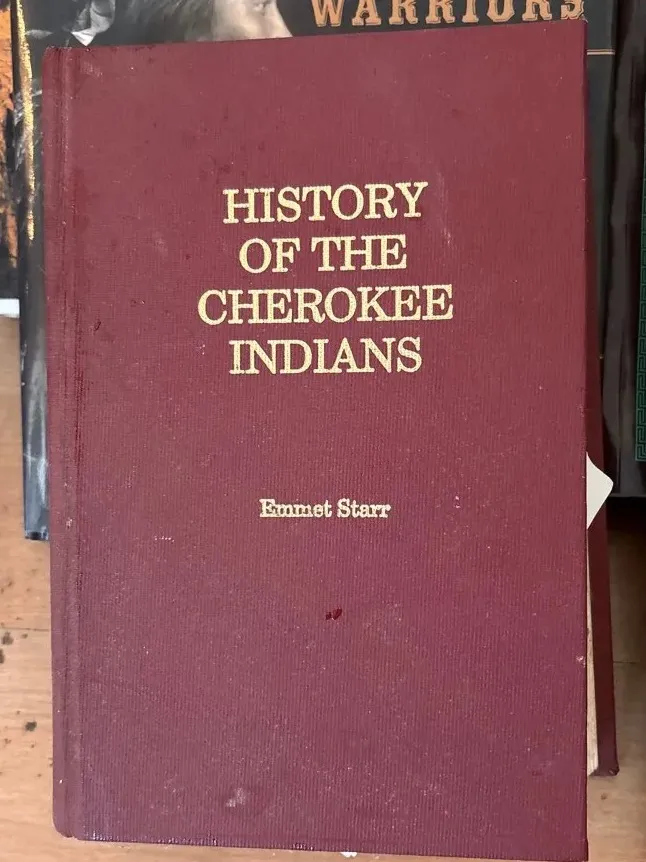 WARRIORS
HISTORY
OF THE
CHEROKEE
INDIANS
Emmet Starr